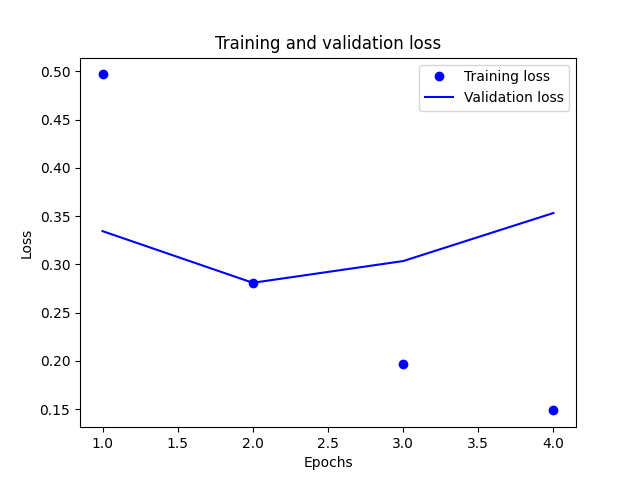 Training and validation loss
Training loss
Validation loss
0.50
0.45
0.40
0.35
0.30
0.25
0.20
0.15
Loss
1.0 1.5 2.0 2.5 3.0 3.5 4.0
Epochs